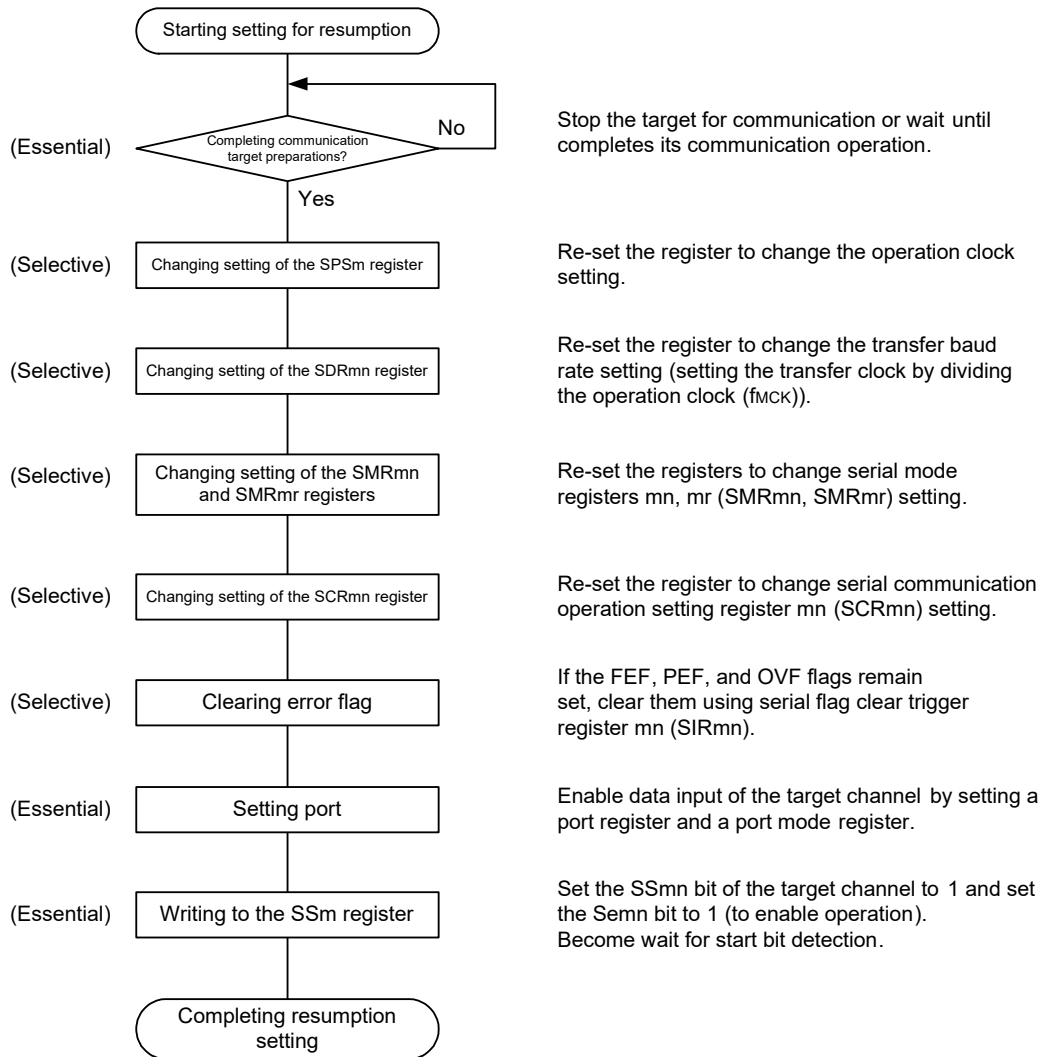 Starting setting for resumption
(Essential)
Completing communication
target preparations?
No
Stop the target for communication or wait until
completes its communication operation.
Yes
(Selective)
Changing setting of the SPSm register
Re-set the register to change the operation clock
setting.
(Selective)
Changing setting of the SDRmn register
Re-set the register to change the transfer baud
rate setting (setting the transfer clock by dividing
the operation clock (fMCK)).
(Selective)
Changing setting of the SMRmn
and SMRmr registers
Re-set the registers to change serial mode
registers mn, mr (SMRmn, SMRmr) setting.
(Selective)
Changing setting of the SCRmn register
Re-set the register to change serial communication
operation setting register mn (SCRmn) setting.
(Selective)
Clearing error flag
If the FEF, PEF, and OVF flags remain
set, clear them using serial flag clear trigger
register mn (SIRmn).
(Essential)
Setting port
Enable data input of the target channel by setting a
port register and a port mode register.
(Essential)
Writing to the SSm register
Set the SSmn bit of the target channel to 1 and set
the Semn bit to 1 (to enable operation).
Become wait for start bit detection.
Completing resumption
setting